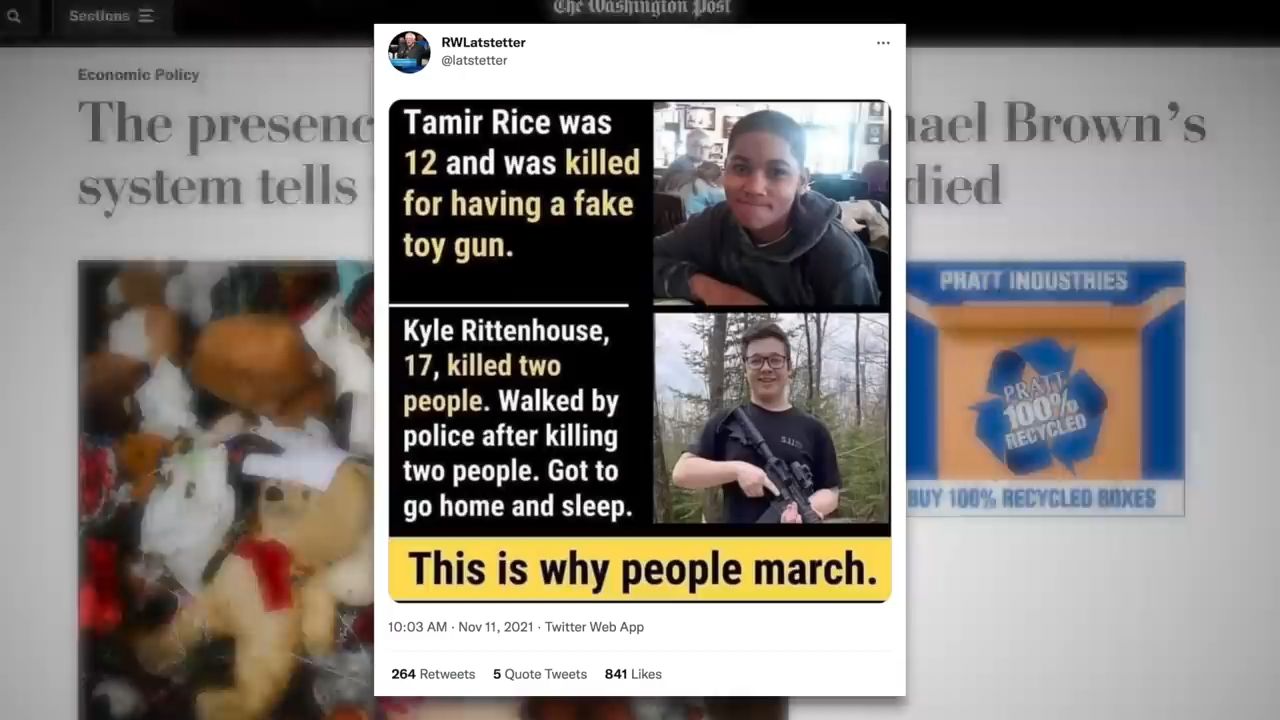 The Washington Post
Sections
Economic Policy
The presenc
hael Brown's
system tells
died
RWLatstetter
@latstetter
Tamir Rice was
12 and was killed
for having a fake
toy gun.
Kyle Rittenhouse,
17, killed two
people. Walked by
police after killing
two people. Got to
go home and sleep.
This is why people march.
10:03 AM · Nov 11, 2021 · Twitter Web App
264 Retweets 5 Quote Tweets 841 Likes
PRATT INDUSTRIES
PRATT
100%
RECYCLED
BUY 100% RECYCLED BOXES